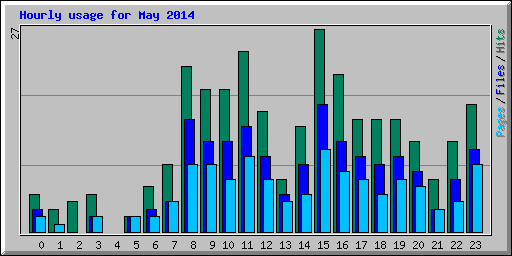 Hourly usage for May 2014
27
Pages / Files / Hits
0 1 2 3 4 5 6 7 8 9 10 11 12 13 14 15 16 17 18 19 20 21 22 23